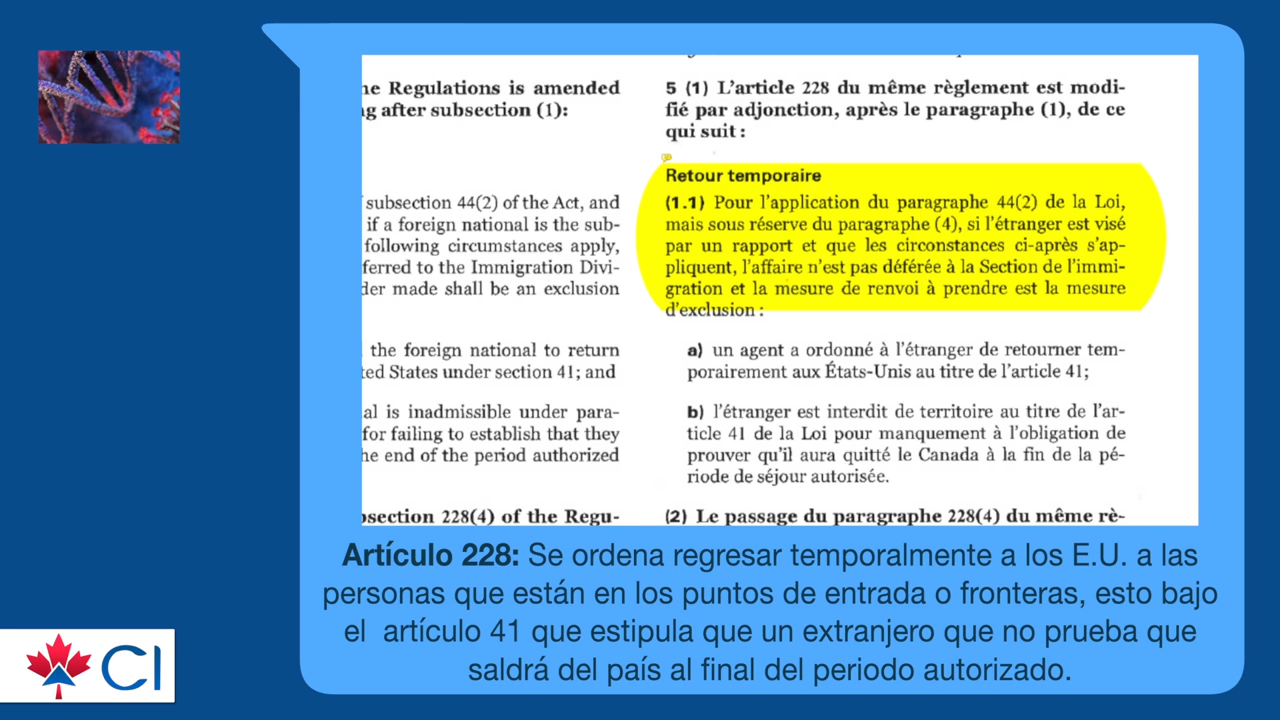 he Regulations is amended
g after subsection (1):
subsection 44(2) of the Act, and
if a foreign national is the sub-
following circumstances apply,
ferred to the Immigration Divi-
der made shall be an exclusion
the foreign national to return
ted States under section 41; and
al is inadmissible under para-
for failing to establish that they
he end of the period authorized
section 228(4) of the Regu-
5 (1) L'article 228 du même règlement est modi-
fié par adjonction, après le paragraphe (1), de ce
qui suit :
Retour temporaire
(1.1) Pour l'application du paragraphe 44(2) de la Loi,
mais sous réserve du paragraphe (4), si l'étranger est visé
par un rapport et que les circonstances ci-après s'ap-
pliquent, l'affaire n'est pas déférée à la Section de l'immi-
gration et la mesure de renvoi à prendre est la mesure
d'exclusion :
a) un agent a ordonné à l'étranger de retourner tem-
porairement aux États-Unis au titre de l'article 41;
b) l'étranger est interdit de territoire au titre de l'ar-
ticle 41 de la Loi pour manquement à l'obligation de
prouver qu'il aura quitté le Canada à la fin de la pé-
riode de séjour autorisée.
(2) Le passage du paragraphe 228(4) du même rè-
Artículo 228: Se ordena regresar temporalmente a los E.U. a las
personas que están en los puntos de entrada o fronteras, esto bajo
el artículo 41 que estipula que un extranjero que no prueba que
saldrá del país al final del periodo autorizado.
CI